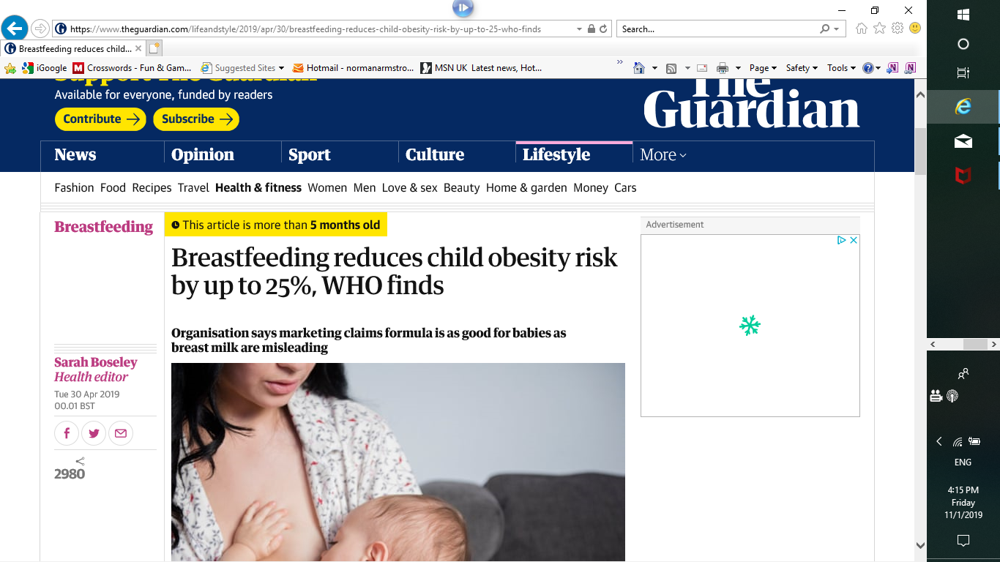 https://www.theguardian.com/lifeandstyle/2019/apr/30/breastfeeding-reduces-child-obesity-risk-by-up-to-25-who-finds
Search...
Breastfeeding reduces child...
iGoogle
Crosswords - Fun & Gam...
Suggested Sites
Hotmail - normanarmstro...
MSN UK Latest news, Hot...
Page
Safety
Tools
Support The Guardian
Available for everyone, funded by readers
Contribute
Subscribe
The
Guardian
News
Opinion
Sport
Culture
Lifestyle
More
Fashion Food Recipes Travel Health & fitness Women Men Love & sex Beauty Home & garden Money Cars
Breastfeeding
This article is more than 5 months old
Breastfeeding reduces child obesity risk
by up to 25%, WHO finds
Organisation says marketing claims formula is as good for babies as
breast milk are misleading
Sarah Boseley
Health editor
Tue 30 Apr 2019
00.01 BST
2980
Advertisement
ENG
4:15 PM
Friday
11/1/2019